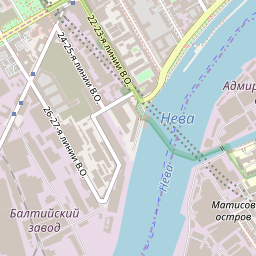 22-23-я линии В.О.
24-25-я линии В.О.
26-27-я линии В.О.
Нева
Нева
Адмир
Матисов
остров
Балтийский
завод